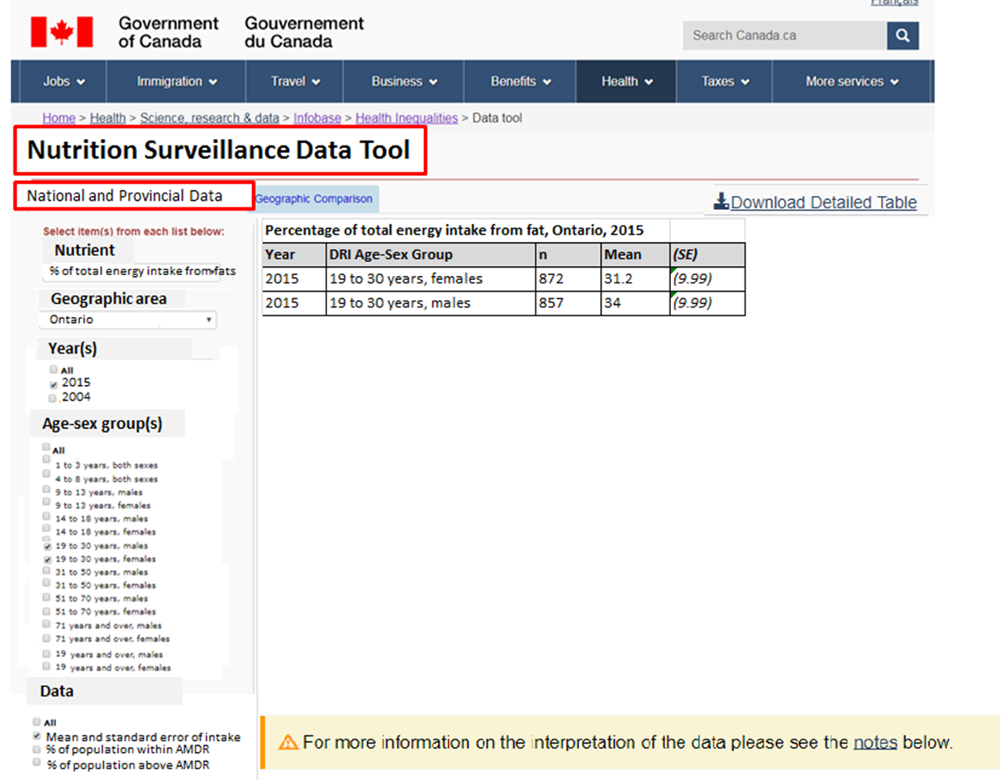 Français
Government Gouvernement
of Canada du Canada
Search Canada.ca
Jobs Immigration Travel Business Benefits Health Taxes More services
Home > Health > Science, research & data > Infobase > Health Inequalities > Data tool
Nutrition Surveillance Data Tool
National and Provincial Data
Geographic Comparison
Download Detailed Table
Select item(s) from each list below:
Nutrient
% of total energy intake from fats
Geographic area
Ontario
Year(s)
All
2015
2004
Age-sex group(s)
All
1 to 3 years, both sexes
4 to 8 years, both sexes
9 to 13 years, males
9 to 13 years, females
14 to 18 years, males
14 to 18 years, females
19 to 30 years, males
19 to 30 years, females
31 to 50 years, males
31 to 50 years, females
51 to 70 years, males
51 to 70 years, females
71 years and over, males
71 years and over, females
19 years and over, males
19 years and over, females
Data
All
Mean and standard error of intake
% of population within AMDR
% of population above AMDR
Percentage of total energy intake from fat, Ontario, 2015
Year DRI Age-Sex Group n Mean (SE)
2015 19 to 30 years, females 872 31.2 (9.99)
2015 19 to 30 years, males 857 34 (9.99)
For more information on the interpretation of the data please see the notes below.